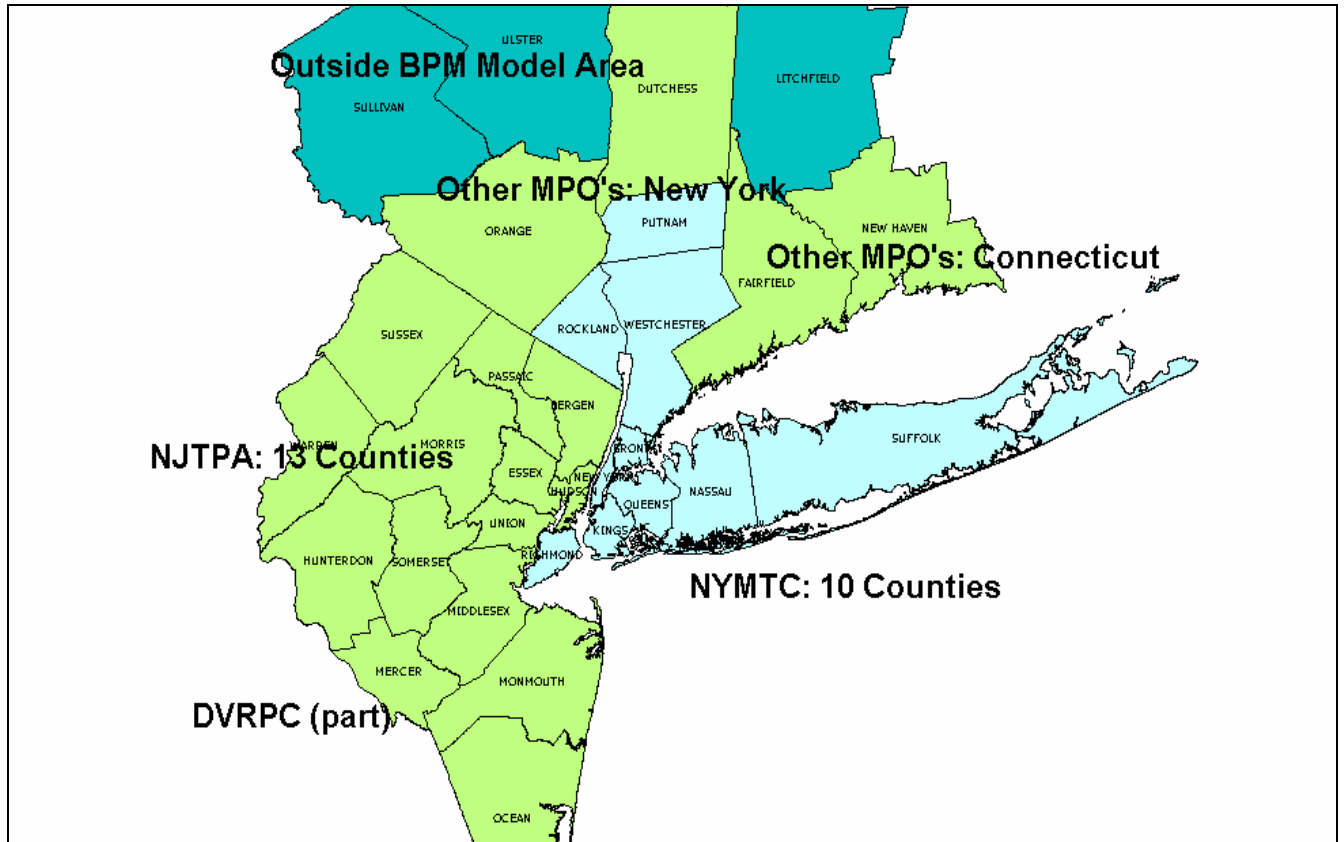 ULSTER
Outside BPM Model Area
SULLIVAN
DUTCHESS
LITCHFIELD
Other MPO's: New York
ORANGE
PUTNAM
NEW HAVEN
Other MPO's: Connecticut
FAIRFIELD
ROCKLAND
WESTCHESTER
SUSSEX
PASSAIC
BERGEN
WARREN
MORRIS
NJTPA: 13 Counties
ESSEX
BRONX
NEW YORK
HUDSON
SUFFOLK
NASSAU
QUEENS
UNION
KINGS
RICHMOND
HUNTERDON
SOMERSET
NYMTC: 10 Counties
MIDDLESEX
MERCER
MONMOUTH
DVRPC (part)
OCEAN